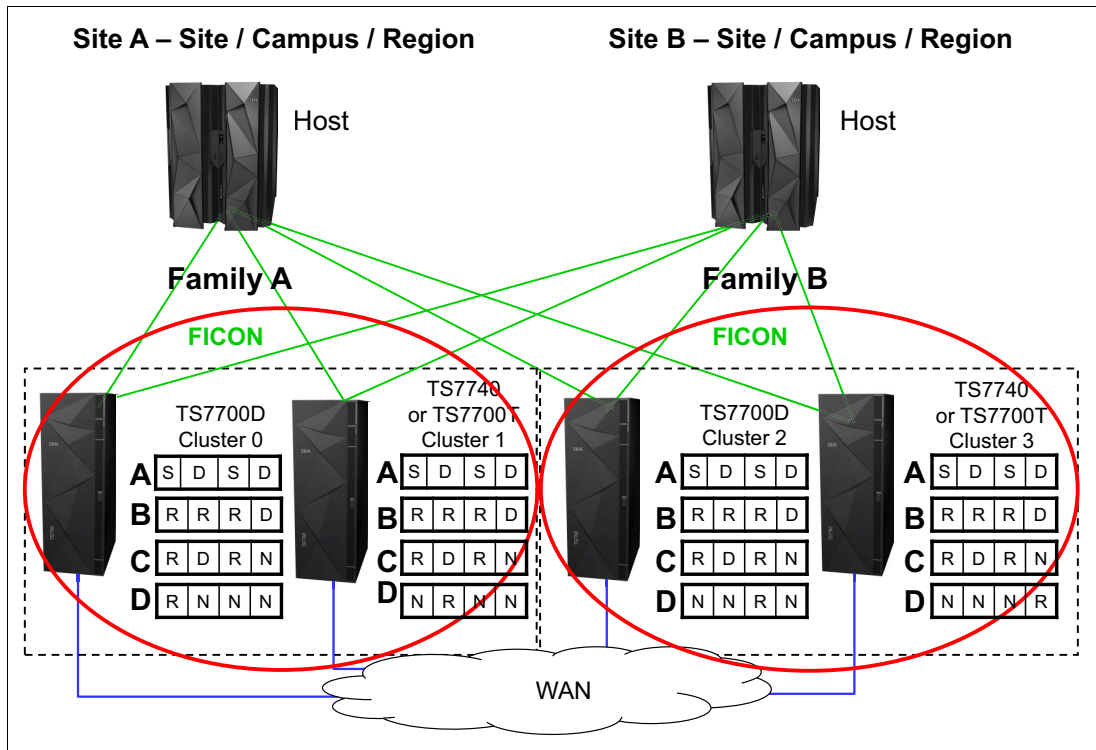 Site A – Site / Campus / Region
Site B – Site / Campus / Region
Host
Host
Family A
Family B
FICON
FICON
TS7700D
Cluster 0
A S D S D
B R R R D
C R D R N
D R N N N
TS7740
or TS7700T
Cluster 1
A S D S D
B R R R D
C R D R N
D N R N N
TS7700D
Cluster 2
A S D S D
B R R R D
C R D R N
D N N R N
TS7740
or TS7700T
Cluster 3
A S D S D
B R R R D
C R D R N
D N N N R
WAN